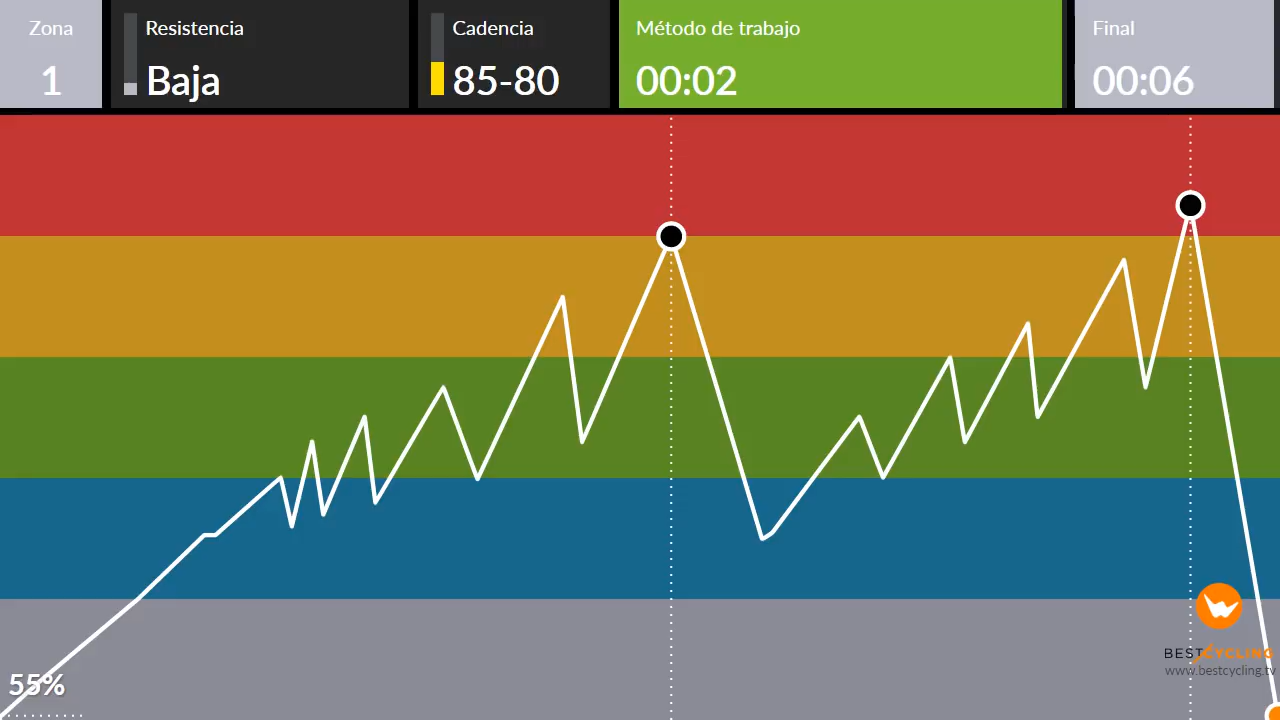 Zona
1
Resistencia
Baja
Cadencia
85-80
Método de trabajo
00:02
Final
00:06
55%
BESTCYCLING
www.bestcycling.tv